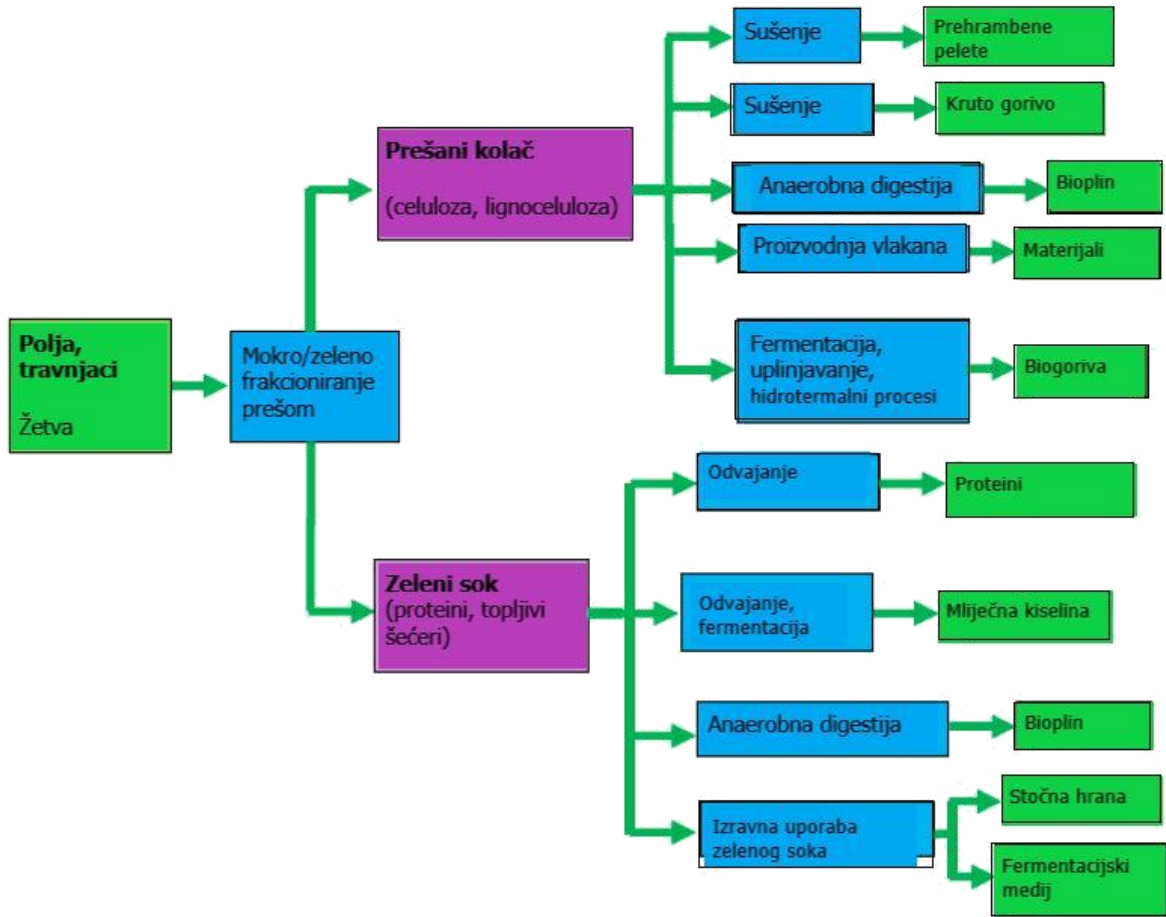 Polja,
travnjaci
Žetva
Mokro/zeleno
frakcioniranje
prešom
Prešani kolač
(celuloza, lignoceluloza)
Sušenje
Prehrambene
pelete
Sušenje
Kruto gorivo
Anaerobna digestija
Bioplin
Proizvodnja vlakana
Materijali
Fermentacija,
uplinjavanje,
hidrotermalni procesi
Biogoriva
Zeleni sok
(proteini, topljivi
šećeri)
Odvajanje
Proteini
Odvajanje,
fermentacija
Mliječna kiselina
Anaerobna digestija
Bioplin
Izravna uporaba
zelenog soka
Stočna hrana
Fermentacijski
medij